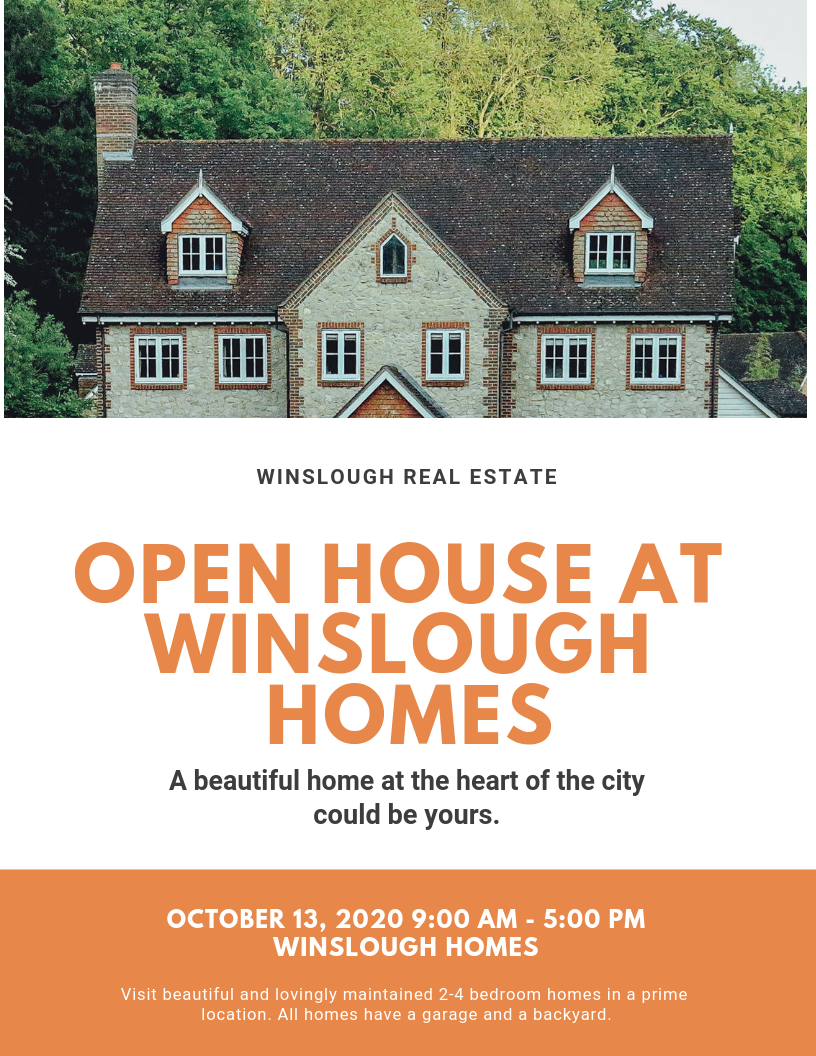 WINSLOUGH REAL ESTATE
OPEN HOUSE AT
WINSLOUGH
HOMES
A beautiful home at the heart of the city
could be yours.
OCTOBER 13, 2020 9:00 AM - 5:00 PM
WINSLOUGH HOMES
Visit beautiful and lovingly maintained 2-4 bedroom homes in a prime
location. All homes have a garage and a backyard.